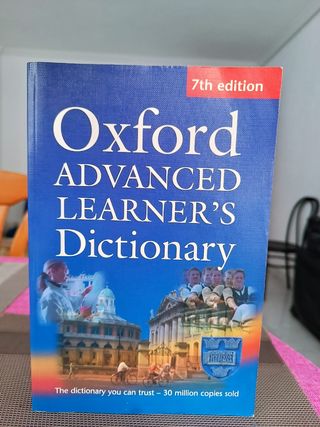 7th edition
Oxford
ADVANCED
LEARNER'S
Dictionary
The dictionary you can trust – 30 million copies sold